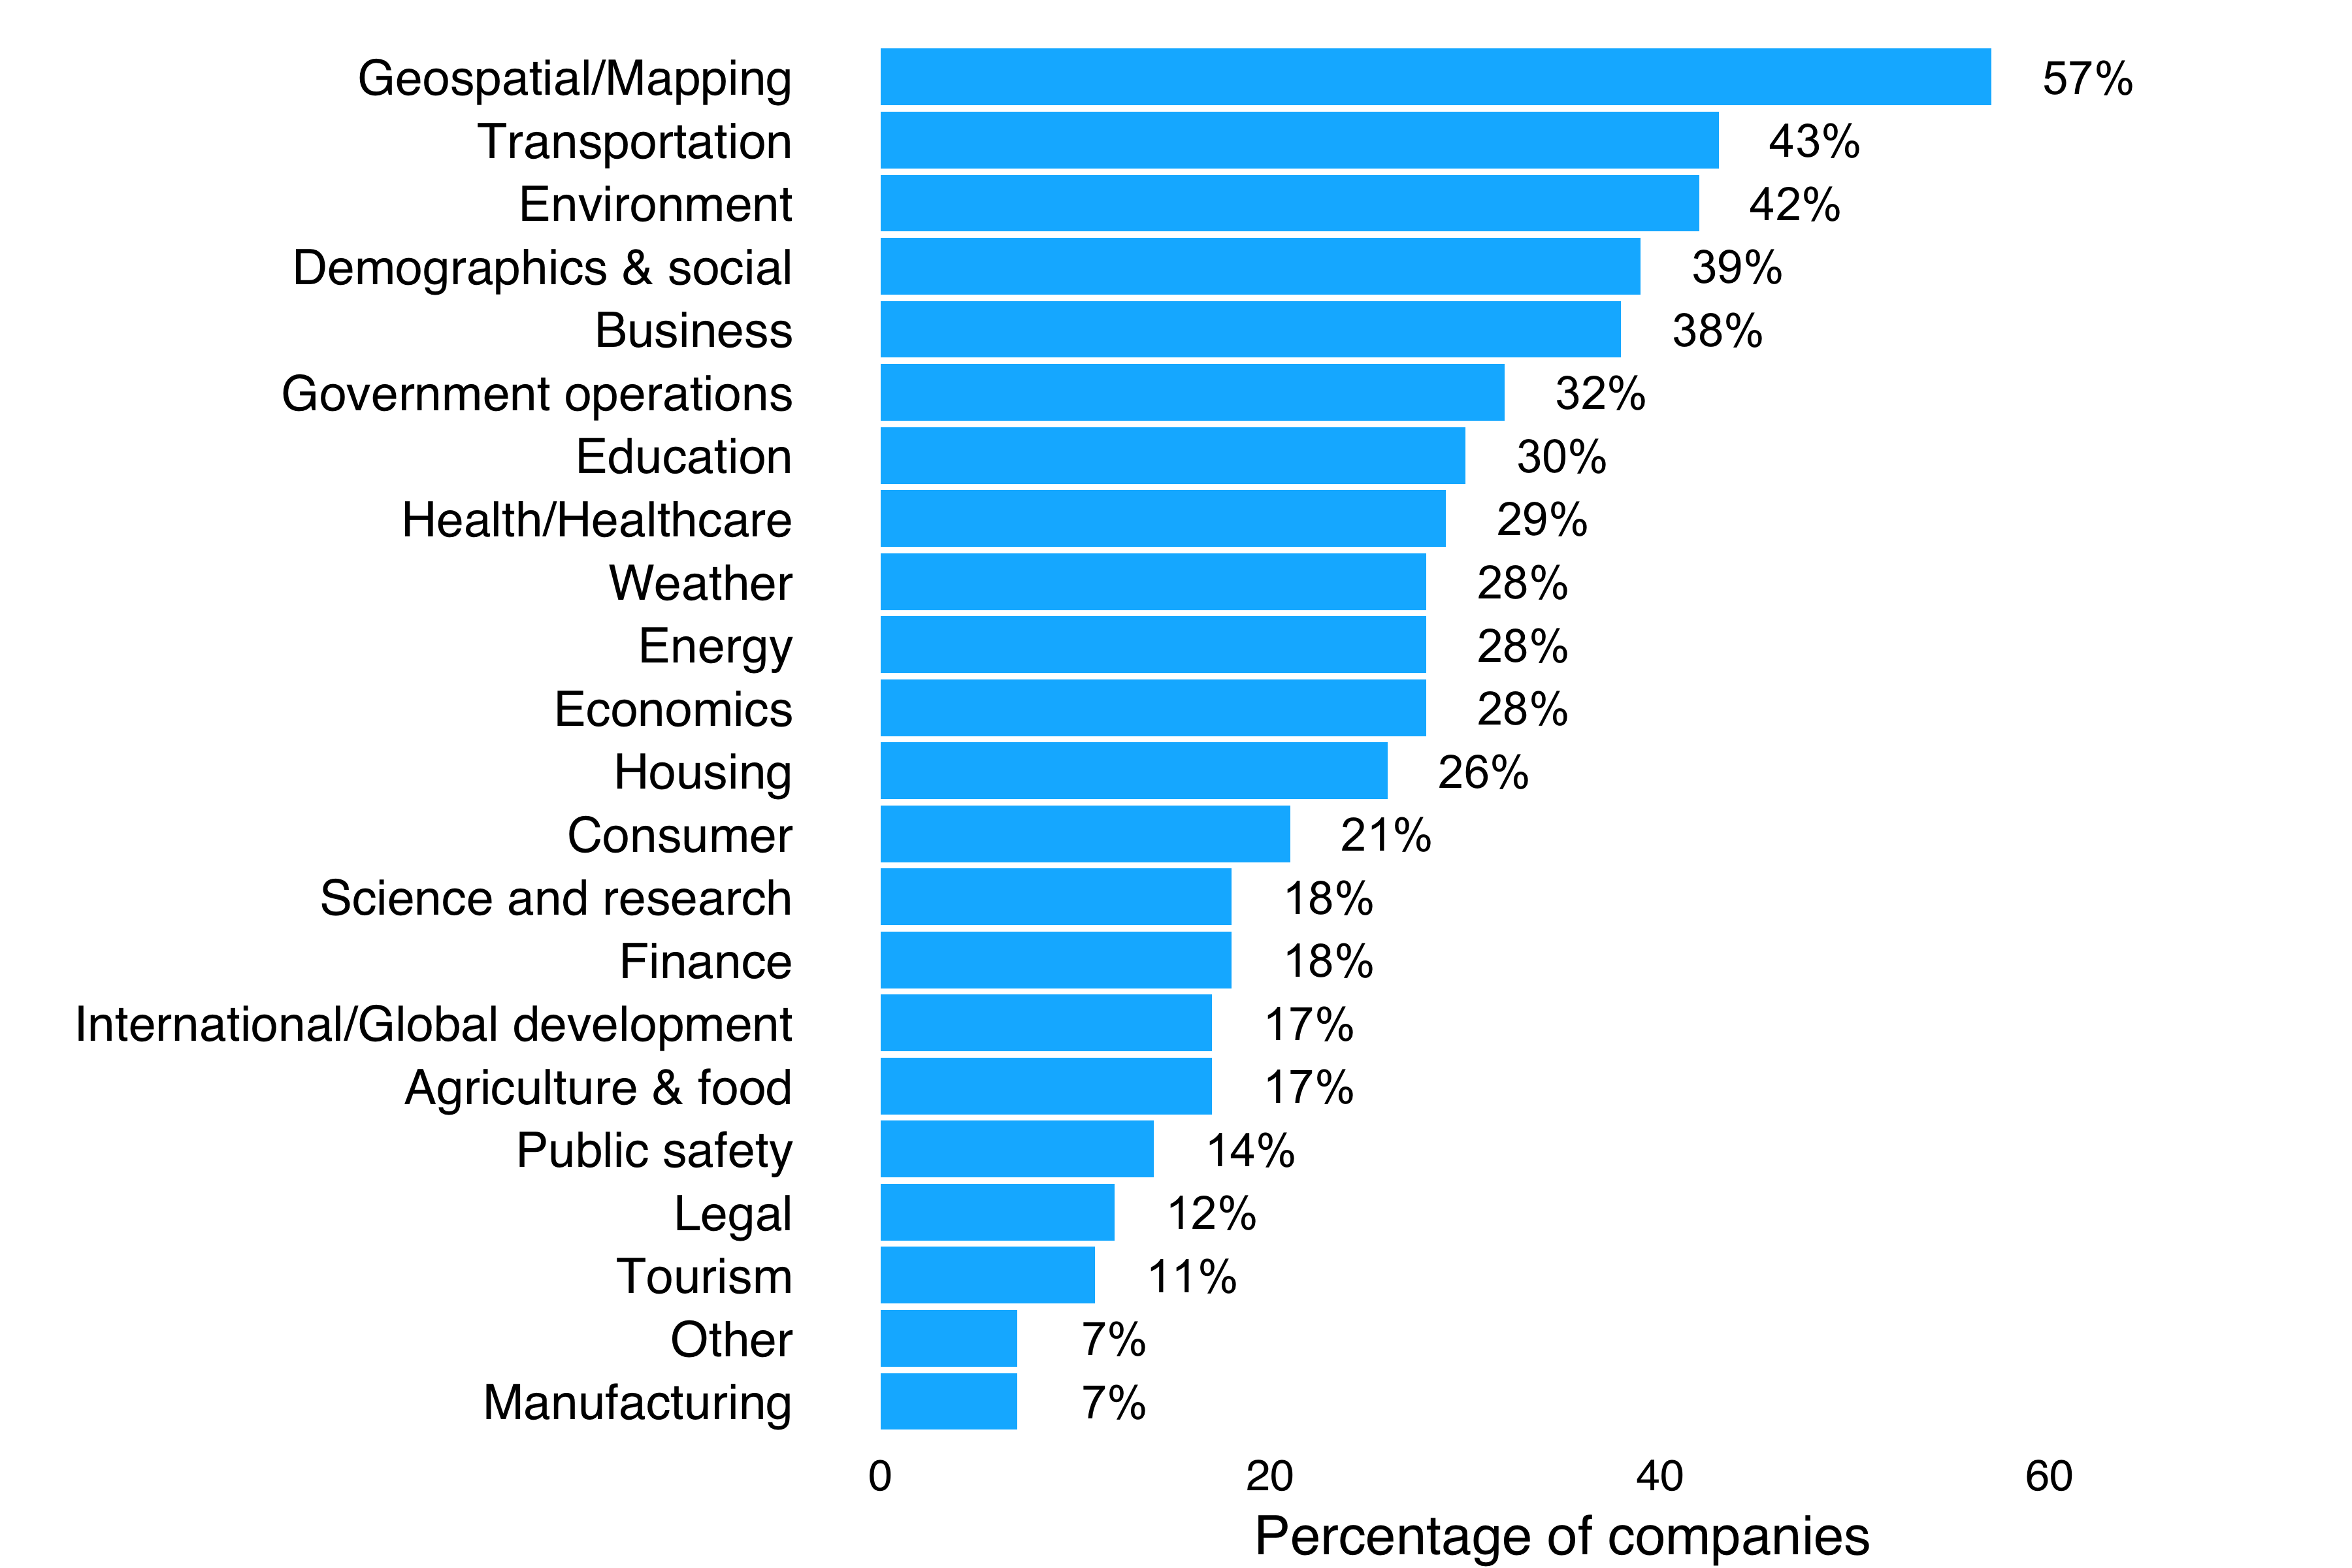 Geospatial/Mapping 57%
Transportation 43%
Environment 42%
Demographics & social 39%
Business 38%
Government operations 32%
Education 30%
Health/Healthcare 29%
Weather 28%
Energy 28%
Economics 28%
Housing 26%
Consumer 21%
Science and research 18%
Finance 18%
International/Global development 17%
Agriculture & food 17%
Public safety 14%
Legal 12%
Tourism 11%
Other 7%
Manufacturing 7%
0 20 40 60
Percentage of companies